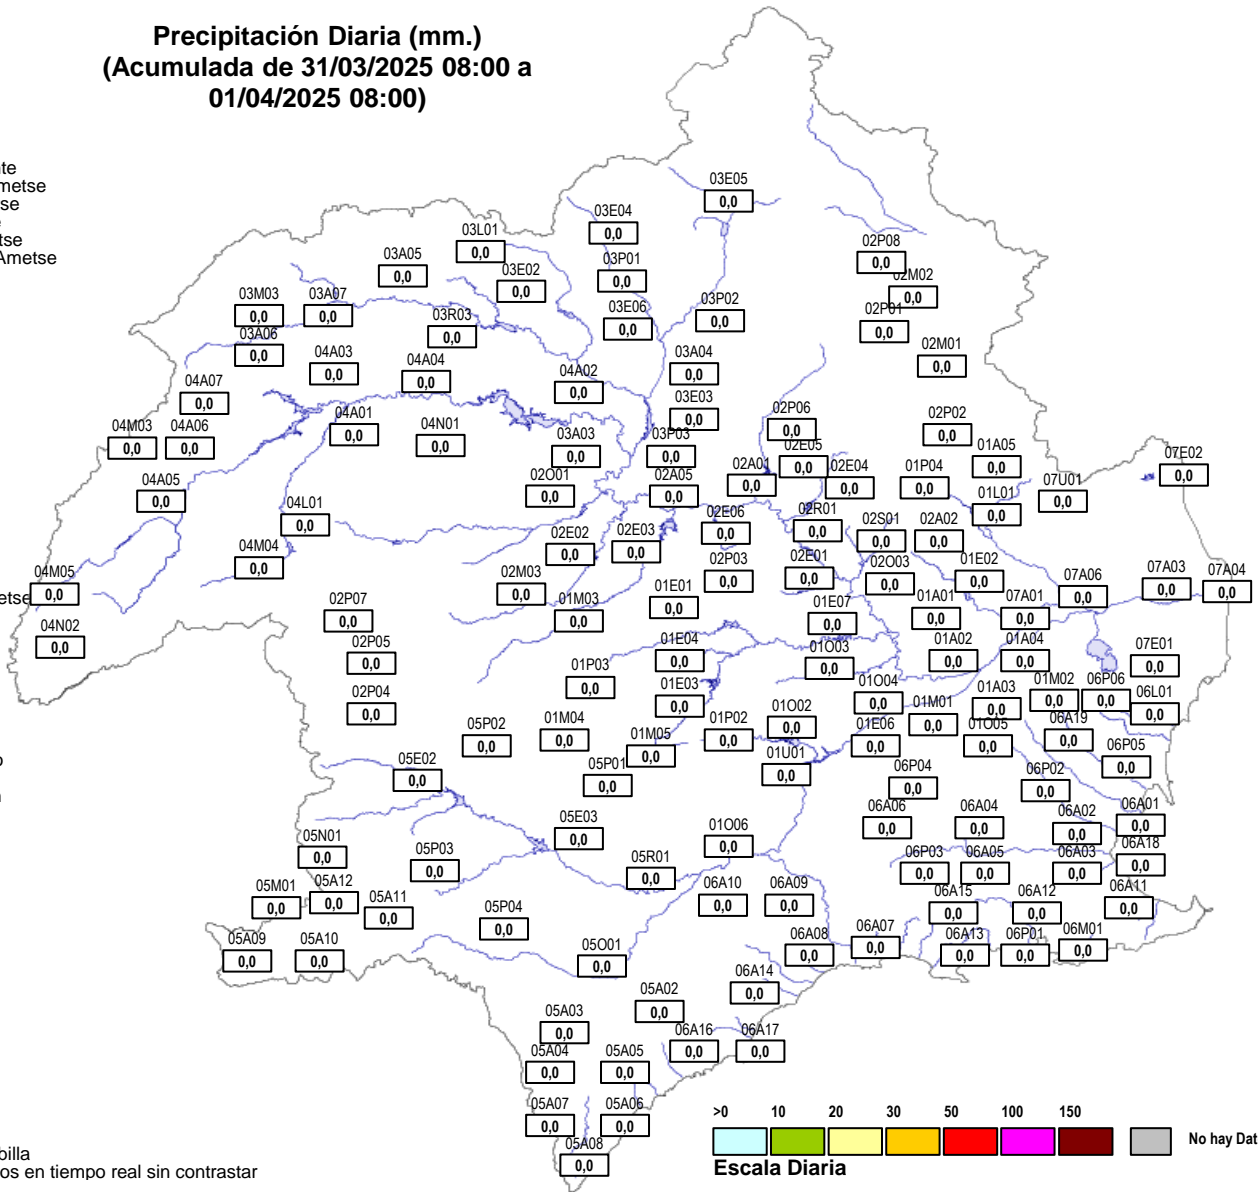 Precipitación Diaria (mm.)
(Acumulada de 31/03/2025 08:00 a
01/04/2025 08:00)
03E05
0,0
03E04
0,0
03L01
0,0
03A05
0,0
03P01
0,0
03E02
0,0
02P08
0,0
02M02
0,0
03M03
0,0
03A07
0,0
03R03
0,0
03E06
0,0
03P02
0,0
02P01
0,0
03A06
0,0
04A03
0,0
04A04
0,0
04A02
0,0
03A04
0,0
02M01
0,0
04A07
0,0
03E03
0,0
04M03
0,0
04A06
0,0
04A01
0,0
04N01
0,0
03A03
0,0
03P03
0,0
02P06
0,0
02P02
0,0
02E05
0,0
01A05
0,0
07E02
0,0
04A05
0,0
02O01
0,0
02A05
0,0
02A01
0,0
02E04
0,0
01P04
0,0
01L01
0,0
07U01
0,0
04L01
0,0
02E06
0,0
02R01
0,0
02S01
0,0
02A02
0,0
04M04
0,0
02E02
0,0
02E03
0,0
02P03
0,0
02E01
0,0
02O03
0,0
01E02
0,0
04M05
0,0
02M03
0,0
01M03
0,0
01E01
0,0
01E07
0,0
01A01
0,0
07A01
0,0
07A06
0,0
07A03
0,0
07A04
0,0
04N02
0,0
02P07
0,0
02P05
0,0
01E04
0,0
01O03
0,0
01A02
0,0
01A04
0,0
07E01
0,0
02P04
0,0
01P03
0,0
01E03
0,0
01O04
0,0
01A03
0,0
01M02
0,0
06P06
0,0
06L01
0,0
05P02
0,0
01M04
0,0
01M05
0,0
01P02
0,0
01O02
0,0
01E06
0,0
01M01
0,0
01O05
0,0
06A19
0,0
05E02
0,0
05P01
0,0
01U01
0,0
06P04
0,0
06P02
0,0
06P05
0,0
05E03
0,0
01O06
0,0
06A06
0,0
06A04
0,0
06A02
0,0
06A01
0,0
05N01
0,0
05P03
0,0
05R01
0,0
06P03
0,0
06A05
0,0
06A03
0,0
06A18
0,0
05M01
0,0
05A12
0,0
05A11
0,0
06A10
0,0
06A09
0,0
06A15
0,0
06A12
0,0
06A11
0,0
05P04
0,0
05A09
0,0
05A10
0,0
05O01
0,0
06A08
0,0
06A07
0,0
06A13
0,0
06P01
0,0
06M01
0,0
06A14
0,0
05A02
0,0
05A03
0,0
06A16
0,0
06A17
0,0
05A04
0,0
05A05
0,0
05A07
0,0
05A06
0,0
05A08
0,0
>0 10 20 30 50 100 150
No hay Dat
Escala Diaria
billa
os en tiempo real sin contrastar